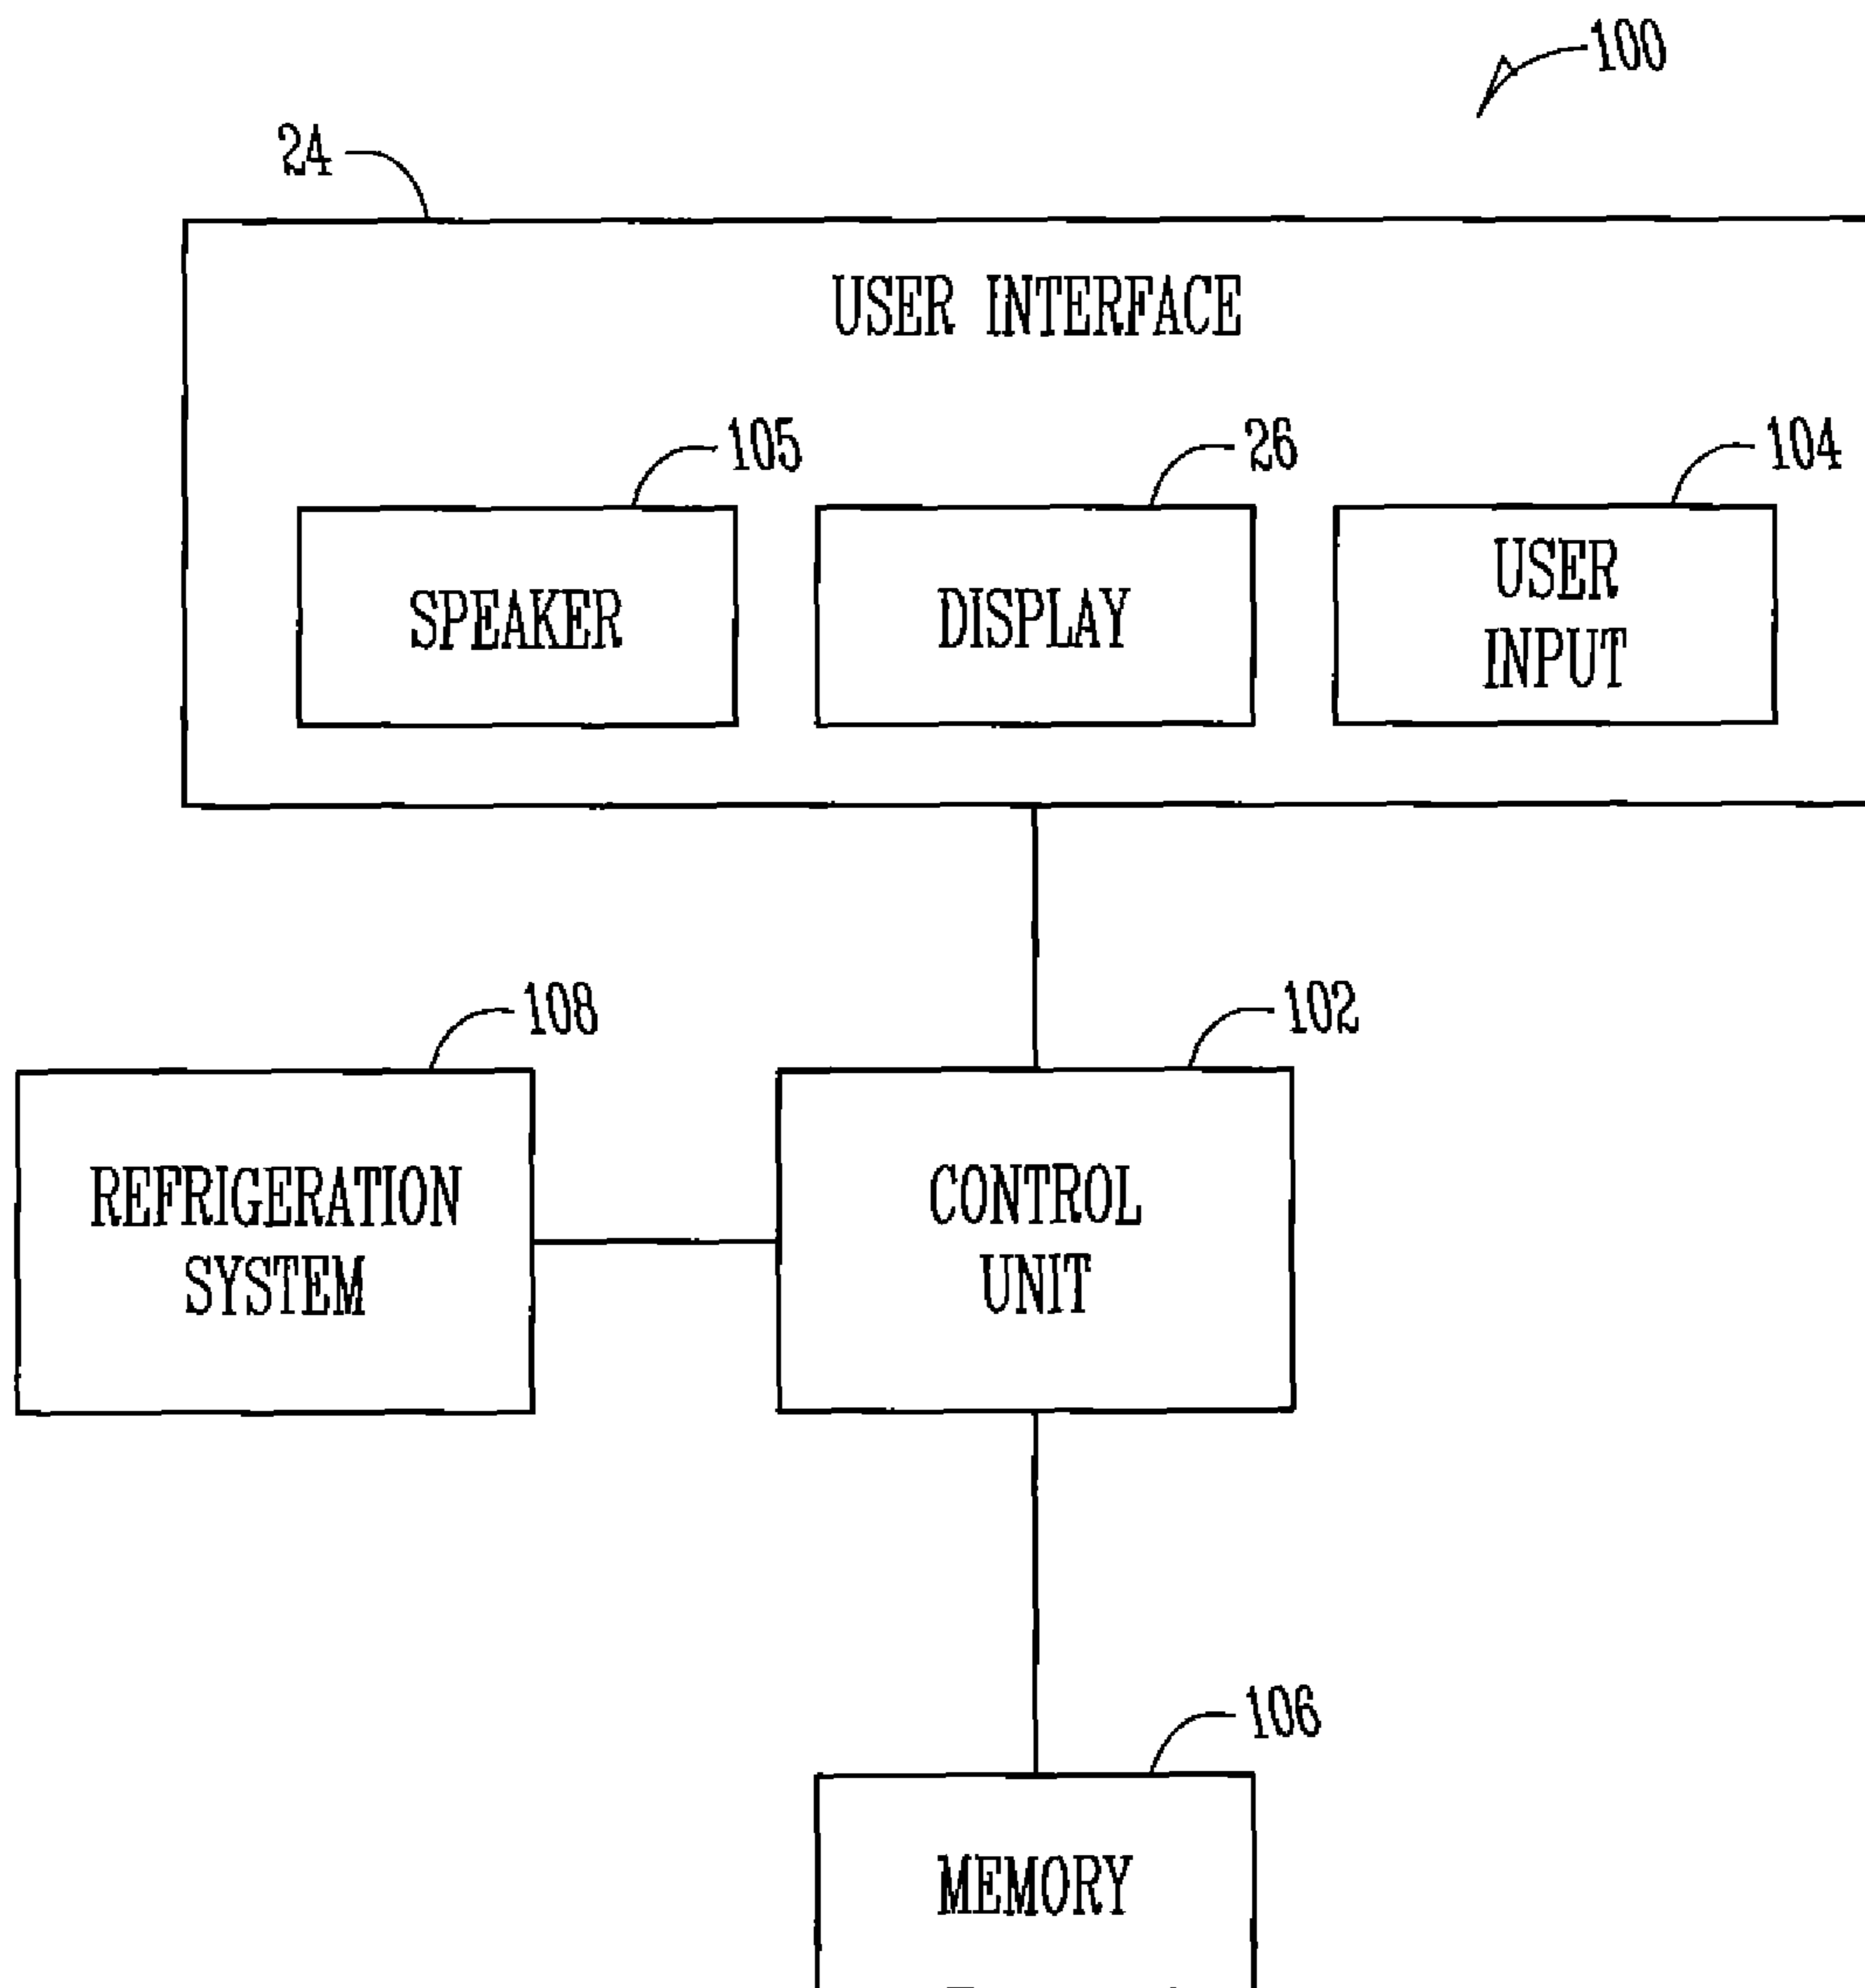 100
24
USER INTERFACE
105
26
104
SPEAKER
DISPLAY
USER
INPUT
108
102
REFRIGERATION
SYSTEM
CONTROL
UNIT
106
MEMORY